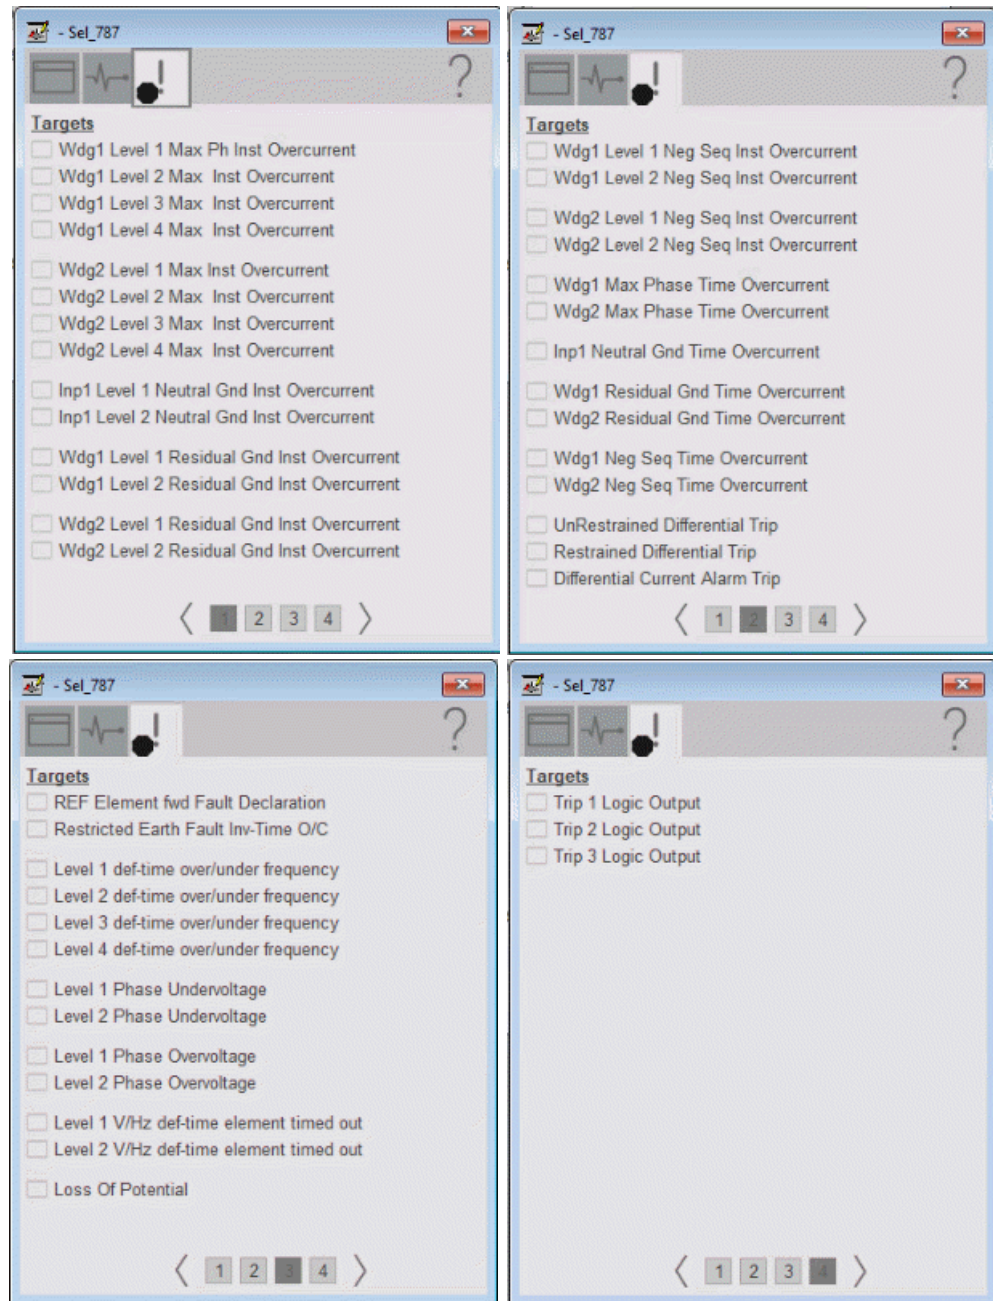 - Sel_787
?
Targets
Wdg1 Level 1 Max Ph Inst Overcurrent
Wdg1 Level 2 Max  Inst Overcurrent
Wdg1 Level 3 Max  Inst Overcurrent
Wdg1 Level 4 Max  Inst Overcurrent
Wdg2 Level 1 Max Inst Overcurrent
Wdg2 Level 2 Max  Inst Overcurrent
Wdg2 Level 3 Max  Inst Overcurrent
Wdg2 Level 4 Max  Inst Overcurrent
Inp1 Level 1 Neutral Gnd Inst Overcurrent
Inp1 Level 2 Neutral Gnd Inst Overcurrent
Wdg1 Level 1 Residual Gnd Inst Overcurrent
Wdg1 Level 2 Residual Gnd Inst Overcurrent
Wdg2 Level 1 Residual Gnd Inst Overcurrent
Wdg2 Level 2 Residual Gnd Inst Overcurrent
1 2 3 4
- Sel_787
?
Targets
Wdg1 Level 1 Neg Seq Inst Overcurrent
Wdg1 Level 2 Neg Seq Inst Overcurrent
Wdg2 Level 1 Neg Seq Inst Overcurrent
Wdg2 Level 2 Neg Seq Inst Overcurrent
Wdg1 Max Phase Time Overcurrent
Wdg2 Max Phase Time Overcurrent
Inp1 Neutral Gnd Time Overcurrent
Wdg1 Residual Gnd Time Overcurrent
Wdg2 Residual Gnd Time Overcurrent
Wdg1 Neg Seq Time Overcurrent
Wdg2 Neg Seq Time Overcurrent
UnRestrained Differential Trip
Restrained Differential Trip
Differential Current Alarm Trip
1 2 3 4
- Sel_787
?
Targets
REF Element fwd Fault Declaration
Restricted Earth Fault Inv-Time O/C
Level 1 def-time over/under frequency
Level 2 def-time over/under frequency
Level 3 def-time over/under frequency
Level 4 def-time over/under frequency
Level 1 Phase Undervoltage
Level 2 Phase Undervoltage
Level 1 Phase Overvoltage
Level 2 Phase Overvoltage
Level 1 V/Hz def-time element timed out
Level 2 V/Hz def-time element timed out
Loss Of Potential
1 2 3 4
- Sel_787
?
Targets
Trip 1 Logic Output
Trip 2 Logic Output
Trip 3 Logic Output
1 2 3 4